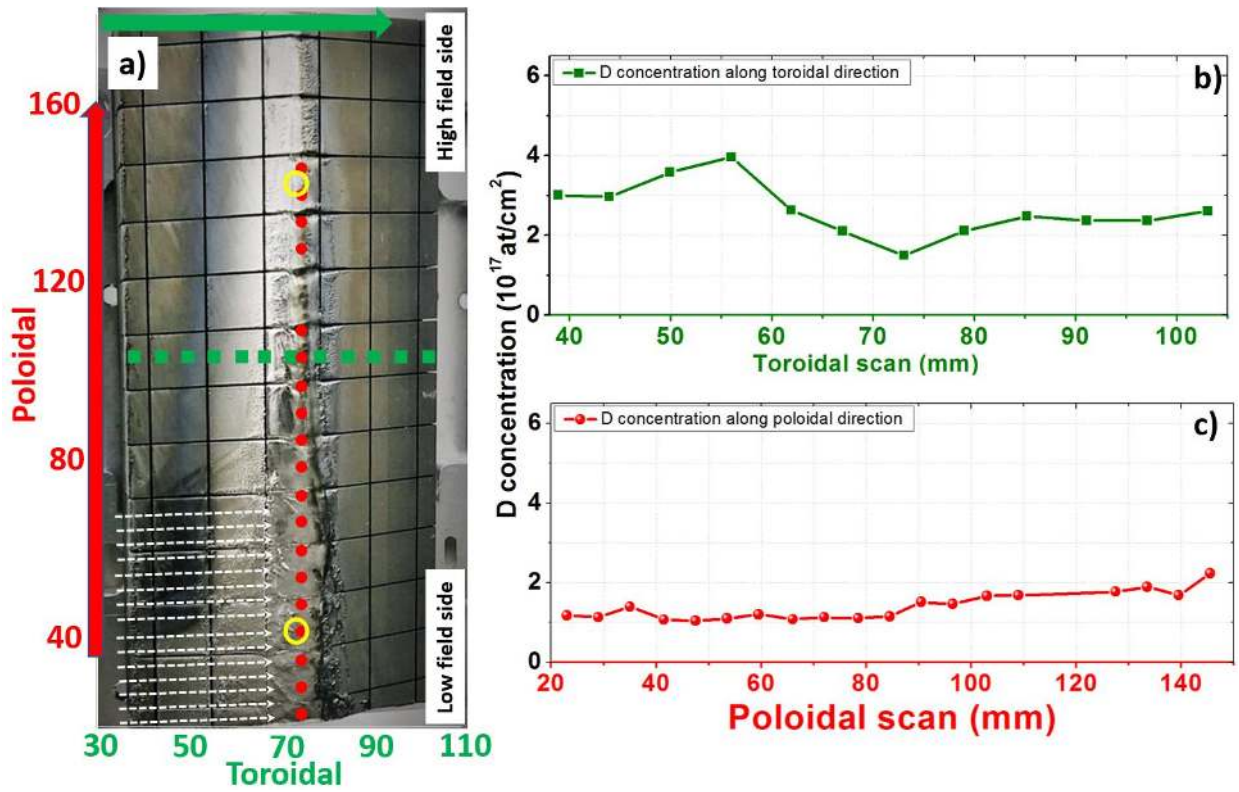 a)
High field side
160
120
80
40
Poloidal
Low field side
30 50 70 90 110
Toroidal
D concentration (10¹⁷ at/cm²)
b)
D concentration along toroidal direction
6
4
2
0
40 50 60 70 80 90 100
Toroidal scan (mm)
c)
D concentration along poloidal direction
6
4
2
0
20 40 60 80 100 120 140
Poloidal scan (mm)